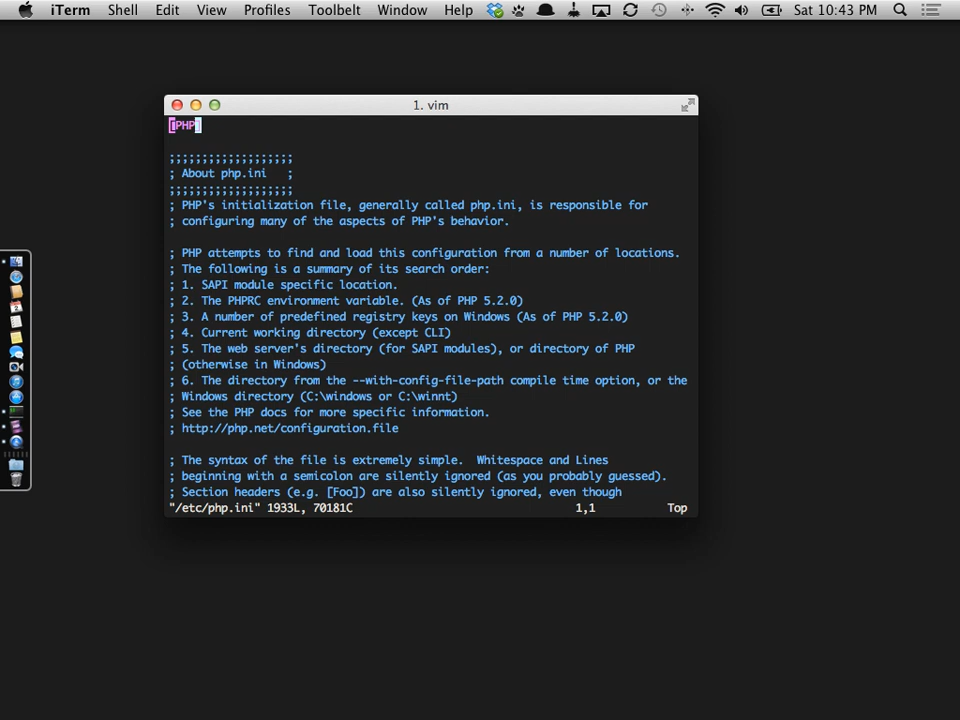 iTerm Shell Edit View Profiles Toolbelt Window Help Sat 10:43 PM
1. vim
[PHP]
;;;;;;;;;;;;;;;;;;;
; About php.ini   ;
;;;;;;;;;;;;;;;;;;;
; PHP's initialization file, generally called php.ini, is responsible for
; configuring many of the aspects of PHP's behavior.
; PHP attempts to find and load this configuration from a number of locations.
; The following is a summary of its search order:
; 1. SAPI module specific location.
; 2. The PHPRC environment variable. (As of PHP 5.2.0)
; 3. A number of predefined registry keys on Windows (As of PHP 5.2.0)
; 4. Current working directory (except CLI)
; 5. The web server's directory (for SAPI modules), or directory of PHP
; (otherwise in Windows)
; 6. The directory from the --with-config-file-path compile time option, or the
; Windows directory (C:\windows or C:\winnt)
; See the PHP docs for more specific information.
; http://php.net/configuration.file
; The syntax of the file is extremely simple.  Whitespace and Lines
; beginning with a semicolon are silently ignored (as you probably guessed).
; Section headers (e.g. [Foo]) are also silently ignored, even though
"/etc/php.ini" 1933L, 70181C 1,1 Top